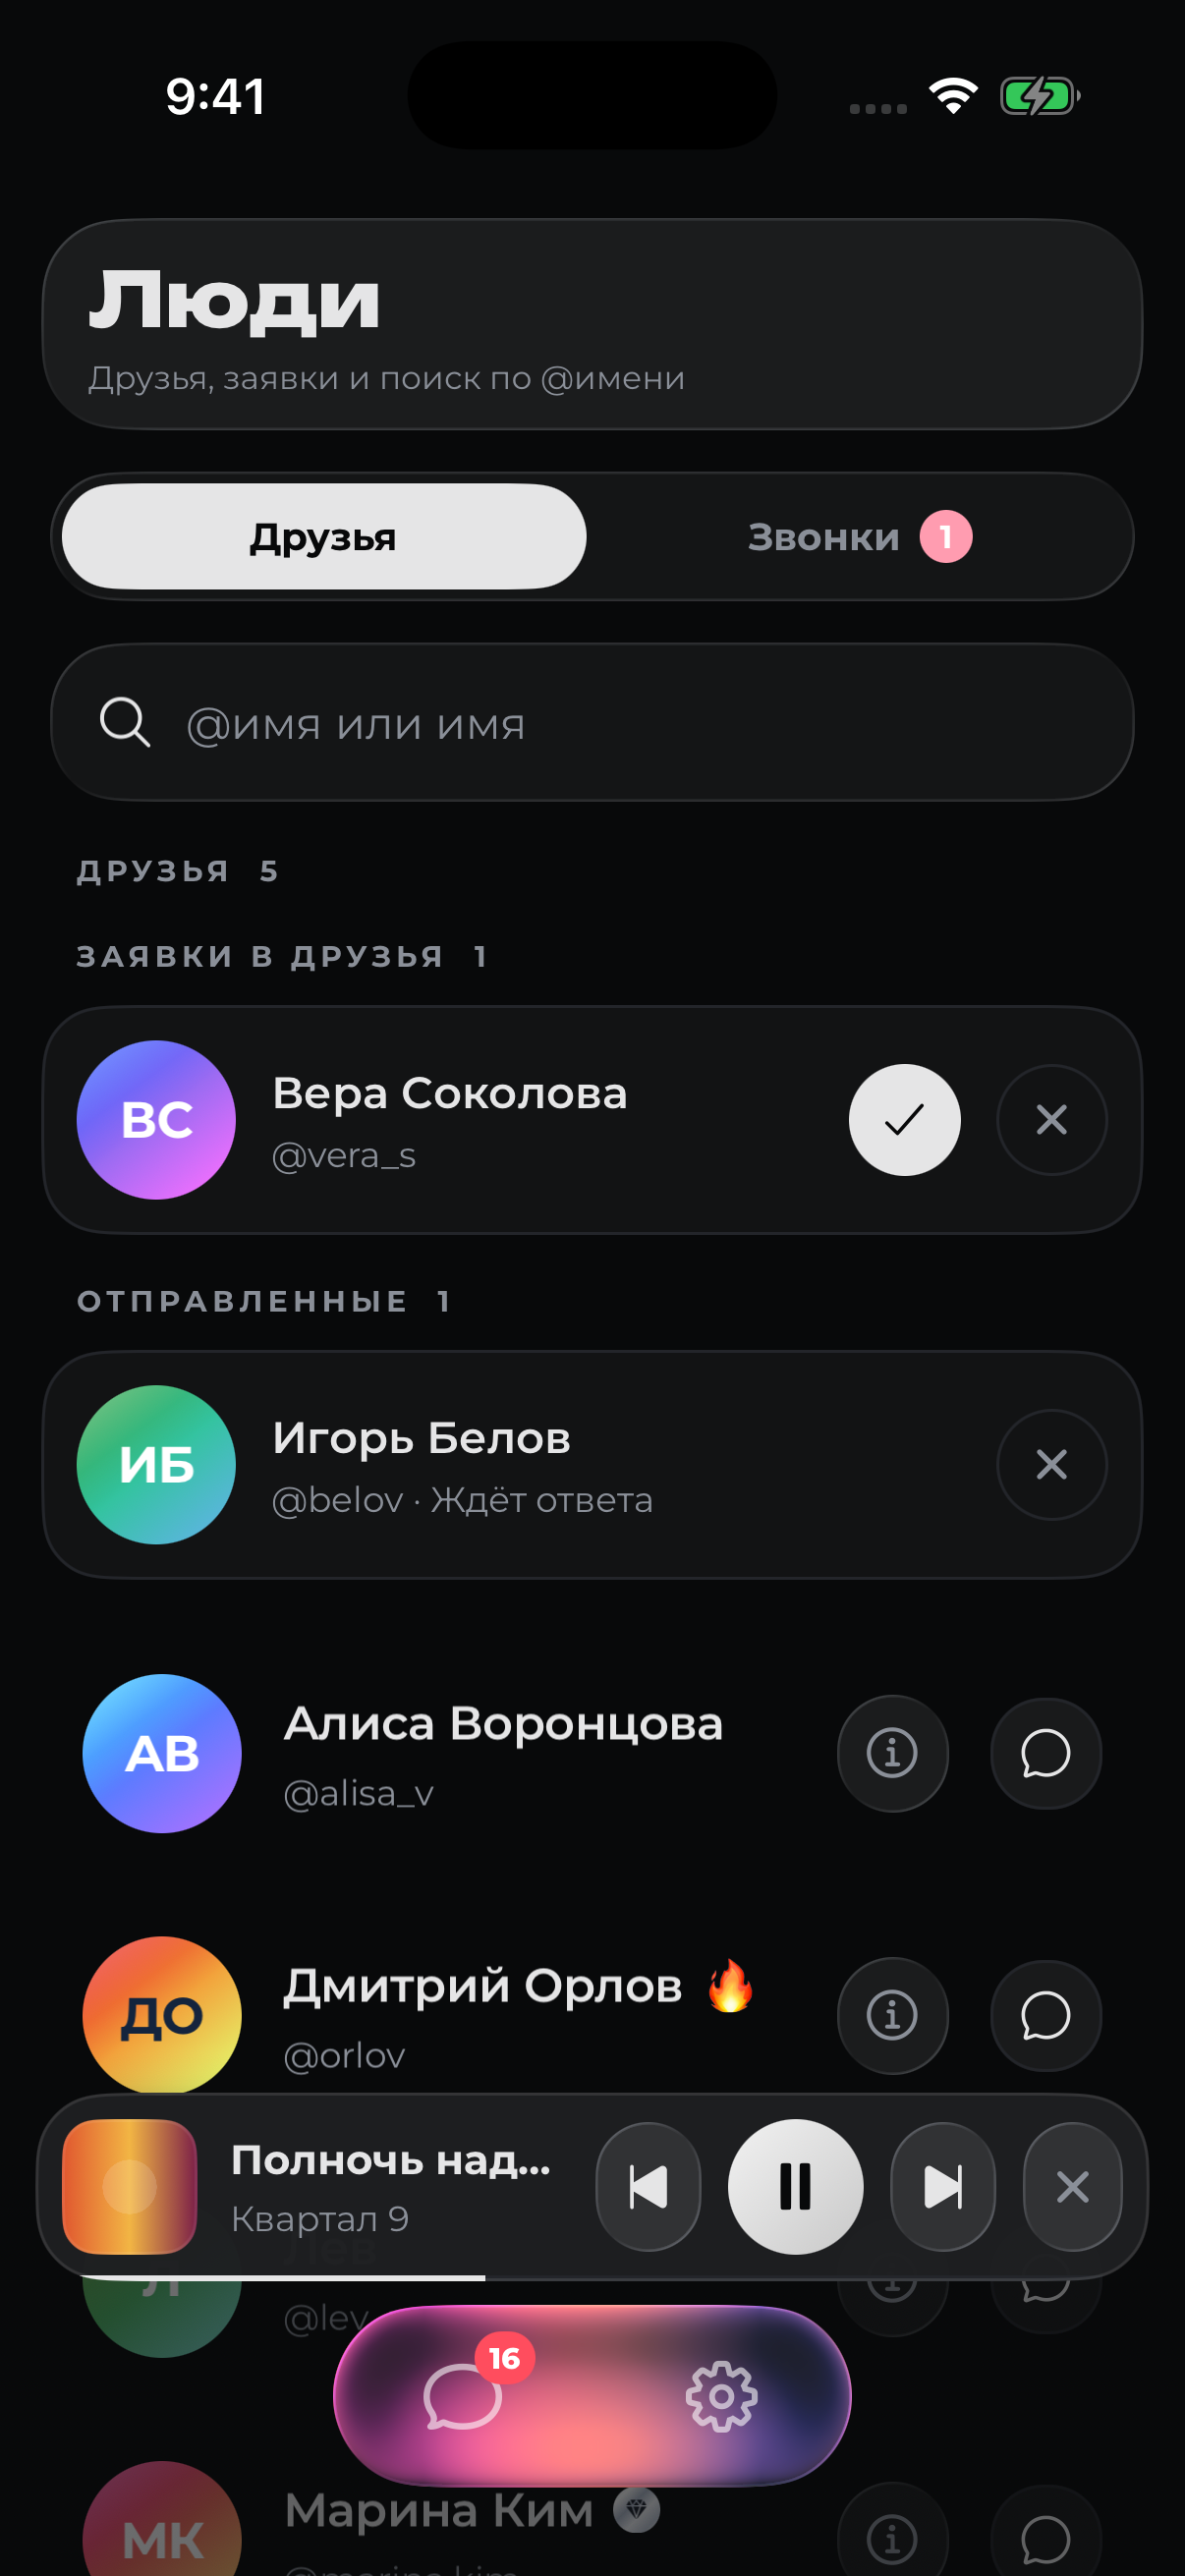 9:41
Люди
Друзья, заявки и поиск по @имени
Друзья
Звонки 1
@имя или имя
ДРУЗЬЯ 5
ЗАЯВКИ В ДРУЗЬЯ 1
ВС
Вера Соколова
@vera_s
ОТПРАВЛЕННЫЕ 1
ИБ
Игорь Белов
@belov · Ждёт ответа
АВ
Алиса Воронцова
@alisa_v
ДО
Дмитрий Орлов 🔥
@orlov
Полночь над...
Квартал 9
Л
Лев
@lev
16
МК
Марина Ким